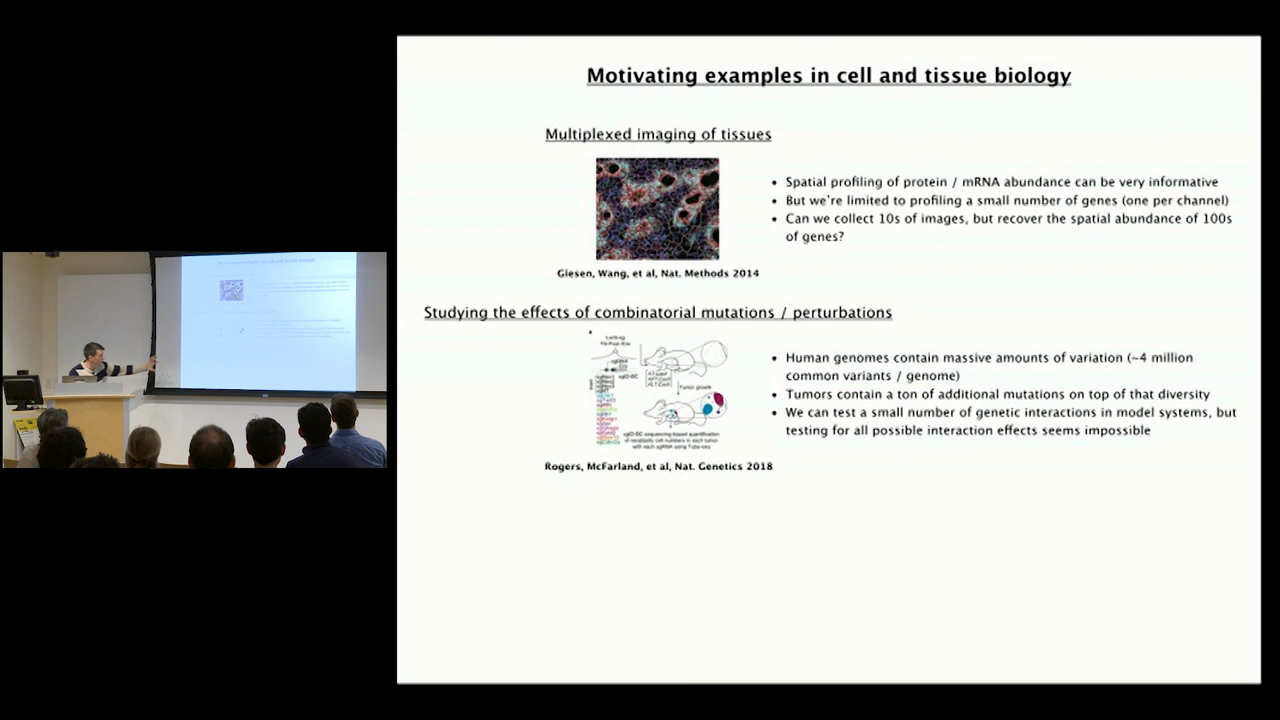 Motivating examples in cell and tissue biology
Multiplexed imaging of tissues
• Spatial profiling of protein / mRNA abundance can be very informative
• But we're limited to profiling a small number of genes (one per channel)
• Can we collect 10s of images, but recover the spatial abundance of 100s
of genes?
Giesen, Wang, et al, Nat. Methods 2014
Studying the effects of combinatorial mutations / perturbations
• Human genomes contain massive amounts of variation (~4 million
common variants / genome)
• Tumors contain a ton of additional mutations on top of that diversity
• We can test a small number of genetic interactions in model systems, but
testing for all possible interaction effects seems impossible
Tumor growth
Rogers, McFarland, et al, Nat. Genetics 2018